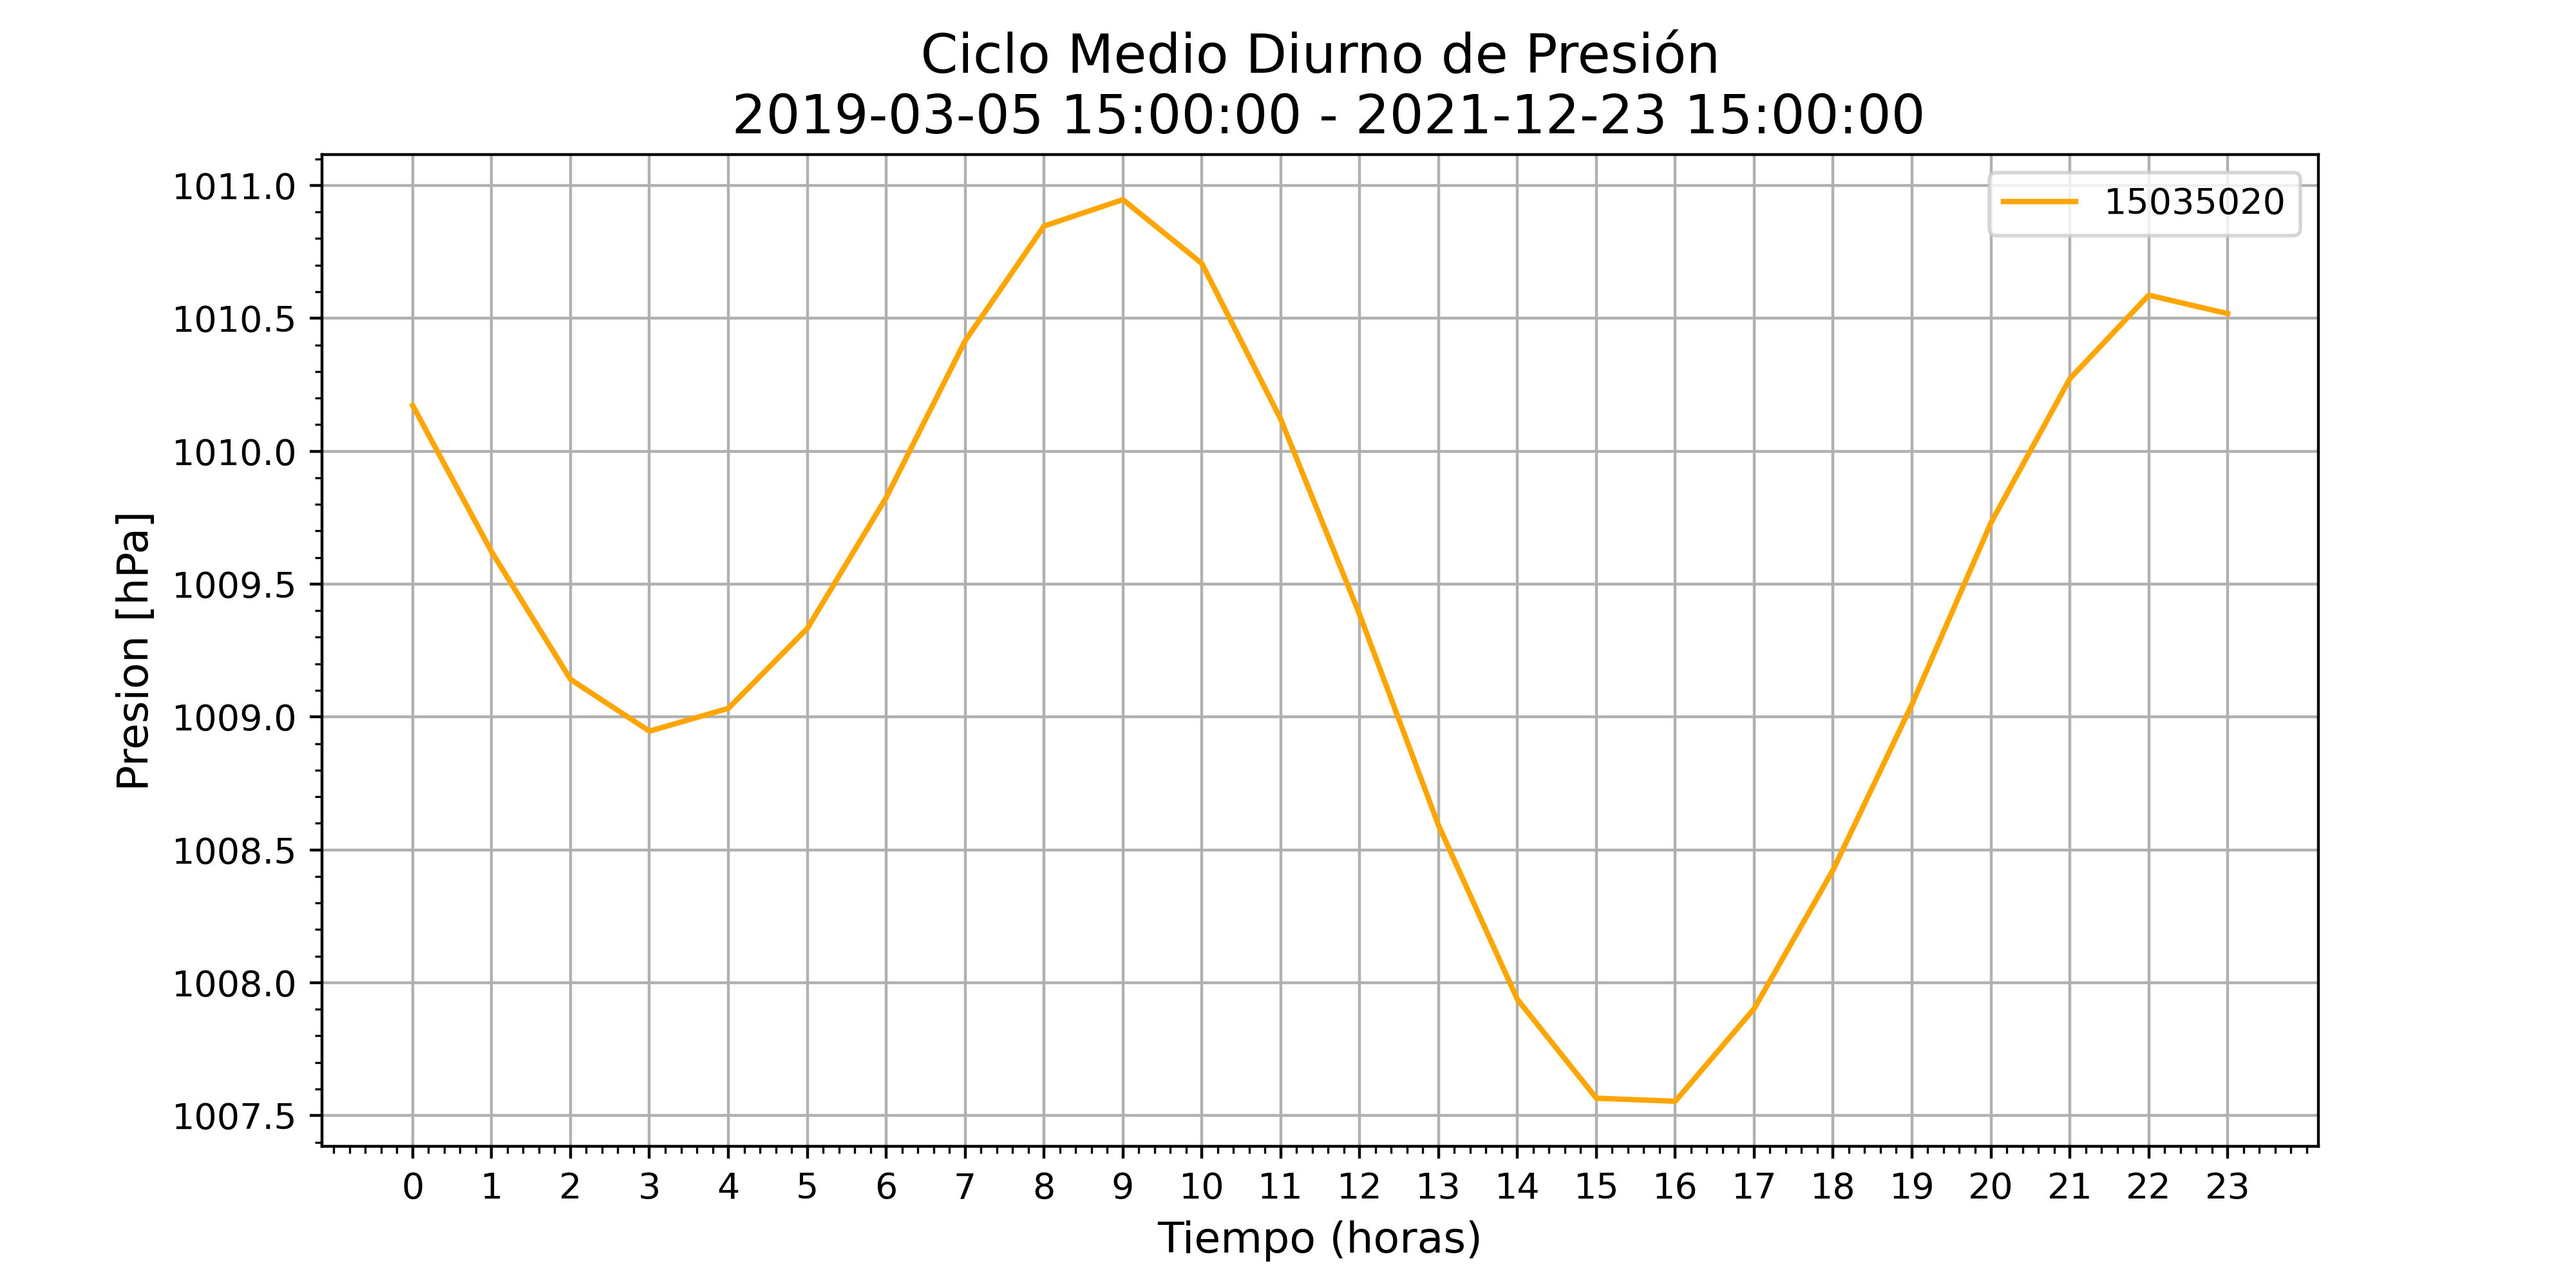 Ciclo Medio Diurno de Presión
2019-03-05 15:00:00 - 2021-12-23 15:00:00
15035020
Presion [hPa]
1011.0
1010.5
1010.0
1009.5
1009.0
1008.5
1008.0
1007.5
0 1 2 3 4 5 6 7 8 9 10 11 12 13 14 15 16 17 18 19 20 21 22 23
Tiempo (horas)